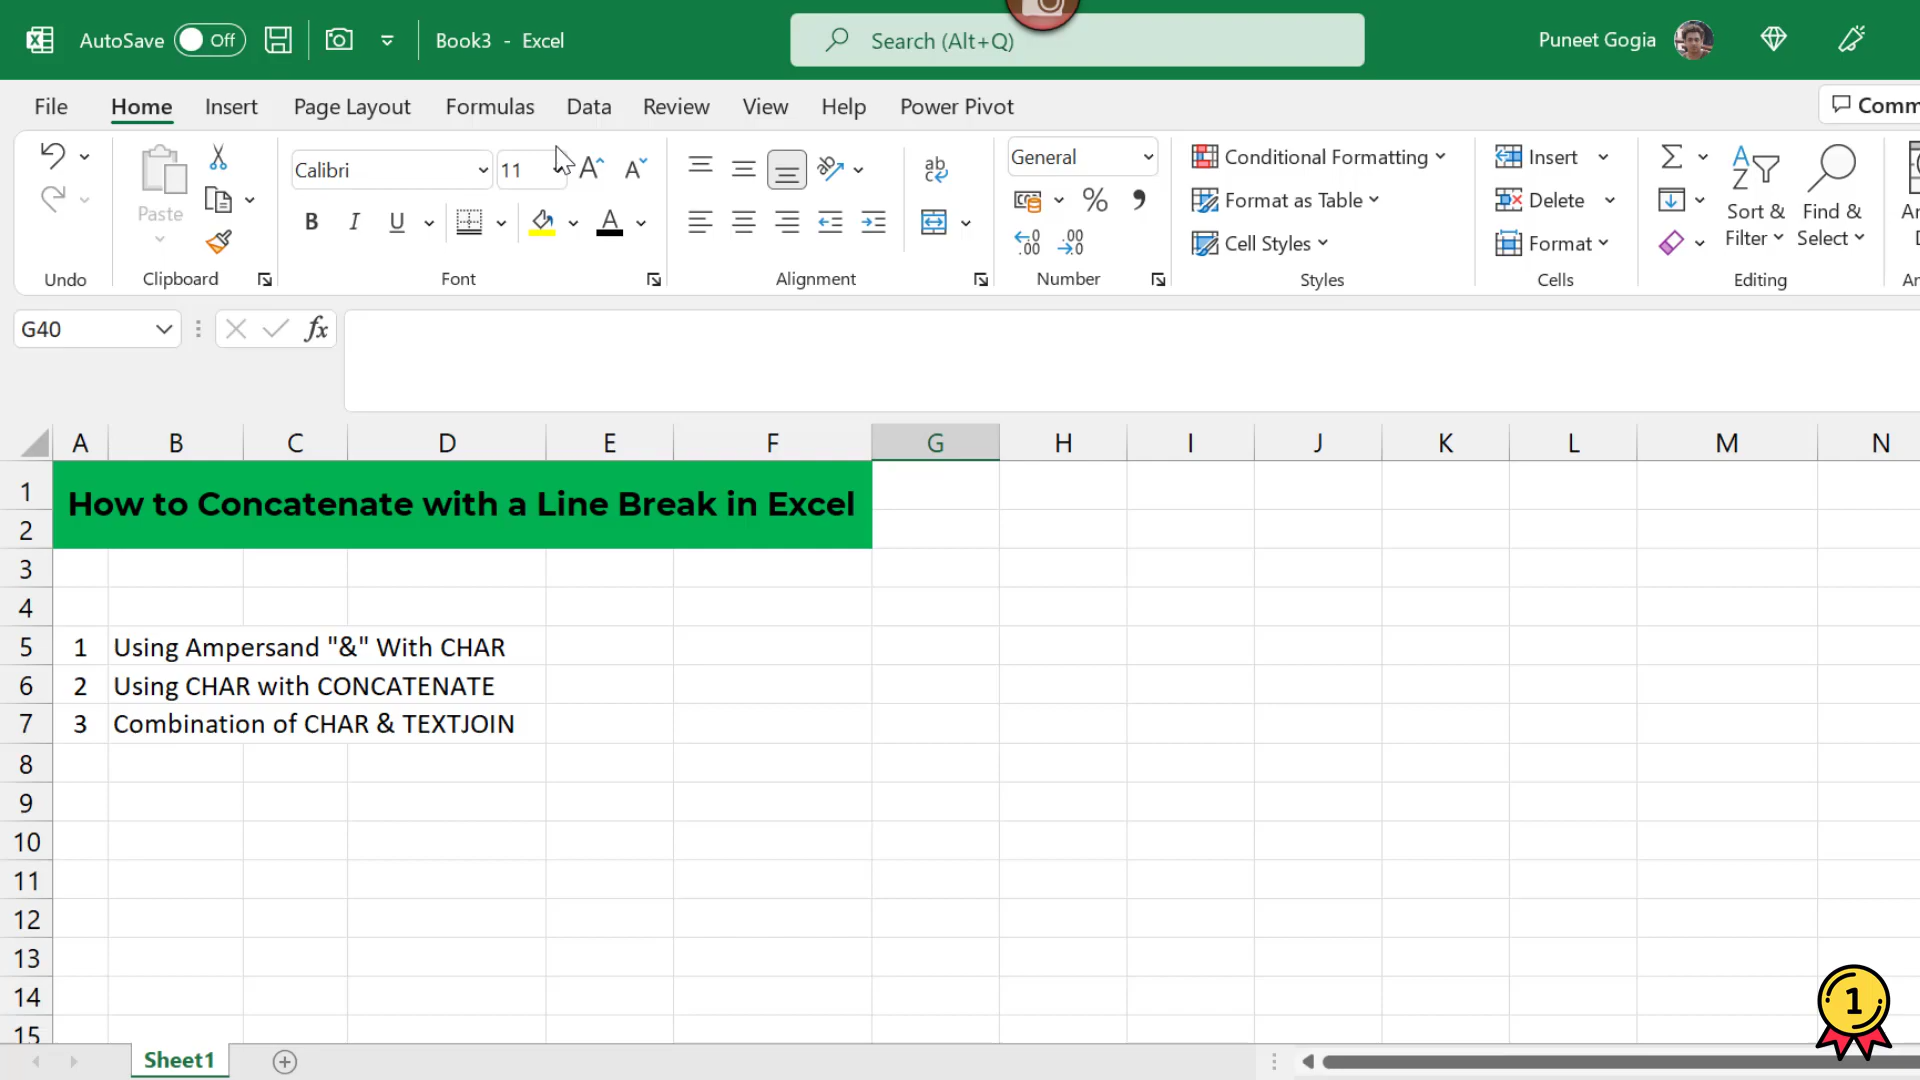 AutoSave Off Book3 - Excel Search (Alt+Q) Puneet Gogia
File Home Insert Page Layout Formulas Data Review View Help Power Pivot Comm
Calibri 11 General Conditional Formatting Insert
Paste Format as Table Delete Sort & Find &
Cell Styles Format Filter Select
Undo Clipboard Font Alignment Number Styles Cells Editing
G40 fx
A B C D E F G H I J K L M N
1 How to Concatenate with a Line Break in Excel
2
3
4
5 1 Using Ampersand "&" With CHAR
6 2 Using CHAR with CONCATENATE
7 3 Combination of CHAR & TEXTJOIN
8
9
10
11
12
13
14
15
1
Sheet1